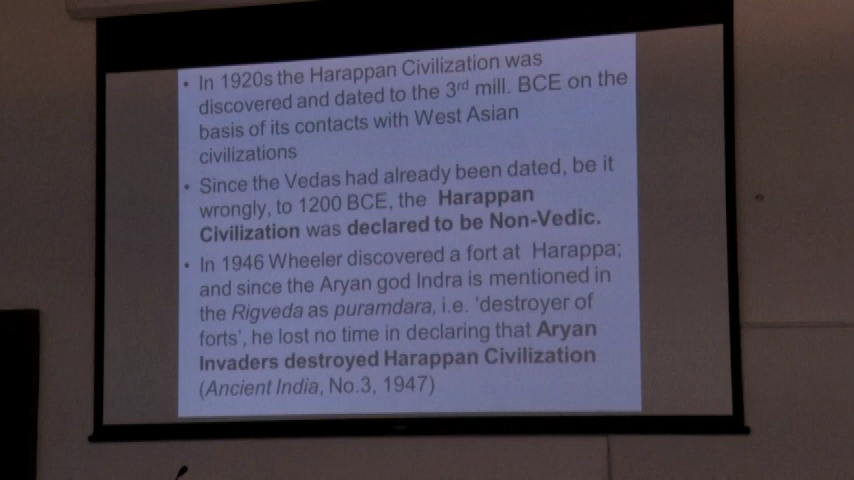 • In 1920s the Harappan Civilization was
discovered and dated to the 3rd mill. BCE on the
basis of its contacts with West Asian
civilizations
• Since the Vedas had already been dated, be it
wrongly, to 1200 BCE, the Harappan
Civilization was declared to be Non-Vedic.
• In 1946 Wheeler discovered a fort at Harappa;
and since the Aryan god Indra is mentioned in
the Rigveda as puramdara, i.e. ‘destroyer of
forts’, he lost no time in declaring that Aryan
Invaders destroyed Harappan Civilization
(Ancient India, No.3, 1947)